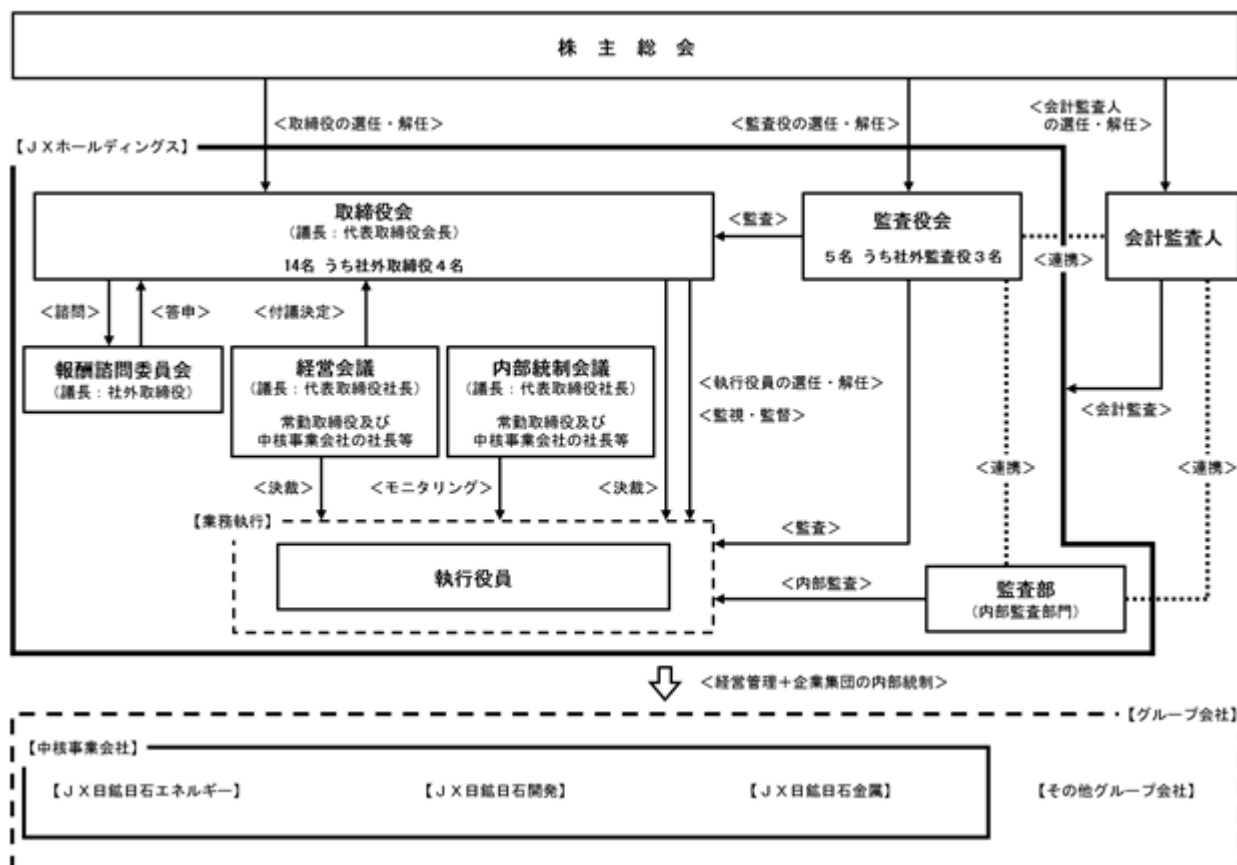 株主総会
＜取締役の選任・解任＞
＜監査役の選任・解任＞
＜会計監査人
の選任・解任＞
【ＪＸホールディングス】
取締役会
（議長：代表取締役会長）
14名 うち社外取締役４名
＜監査＞
監査役会
５名 うち社外監査役３名
＜連携＞
会計監査人
＜諮問＞
＜答申＞
＜付議決定＞
報酬諮問委員会
（議長：社外取締役）
経営会議
（議長：代表取締役社長）
常勤取締役及び
中核事業会社の社長等
内部統制会議
（議長：代表取締役社長）
常勤取締役及び
中核事業会社の社長等
＜執行役員の選任・解任＞
＜監視・監督＞
＜会計監査＞
＜決裁＞
＜モニタリング＞
＜決裁＞
＜連携＞
＜連携＞
【業務執行】
執行役員
＜監査＞
＜内部監査＞
監査部
（内部監査部門）
＜経営管理＋企業集団の内部統制＞
【グループ会社】
【中核事業会社】
【ＪＸ日鉱日石エネルギー】
【ＪＸ日鉱日石開発】
【ＪＸ日鉱日石金属】
【その他グループ会社】